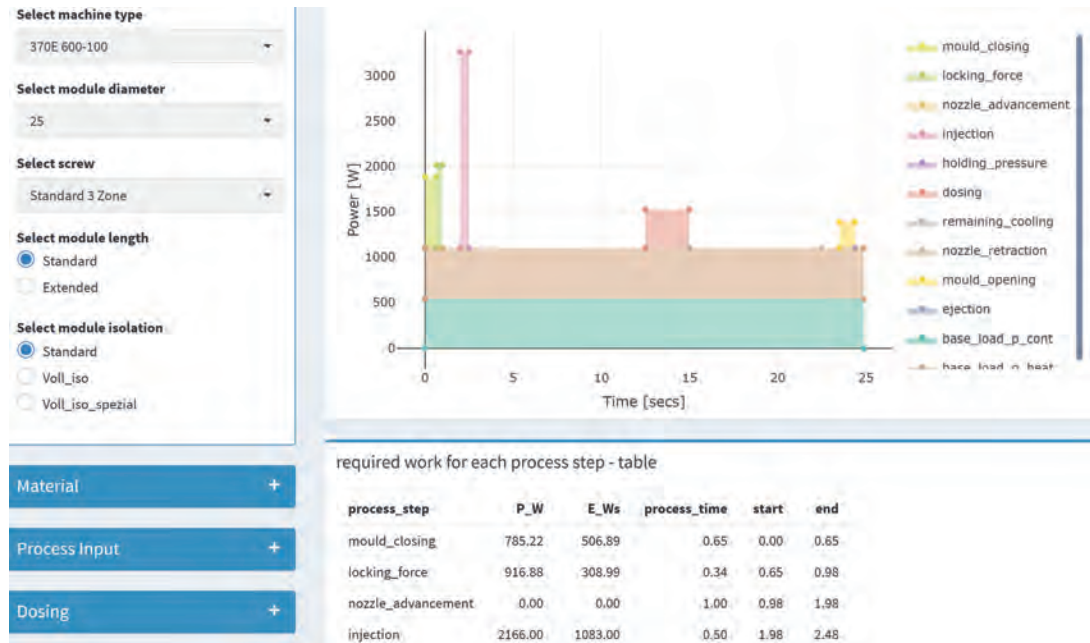 Select machine type
370E 600-100
Select module diameter
25
Select screw
Standard 3 Zone
Select module length
Standard
Extended
Select module isolation
Standard
Voll_iso
Voll_iso_spezial
Material +
Process Input +
Dosing +
Power [W]
3000
2500
2000
1500
1000
500
0
0 5 10 15 20 25
Time [secs]
mould_closing
locking_force
nozzle_advancement
injection
holding_pressure
dosing
remaining_cooling
nozzle_retraction
mould_opening
ejection
base_load_p_cont
required work for each process step - table
process_step P_W E_Ws process_time start end
mould_closing 785.22 506.89 0.65 0.00 0.65
locking_force 916.88 308.99 0.34 0.65 0.98
nozzle_advancement 0.00 0.00 1.00 0.98 1.98
injection 2166.00 1083.00 0.50 1.98 2.48